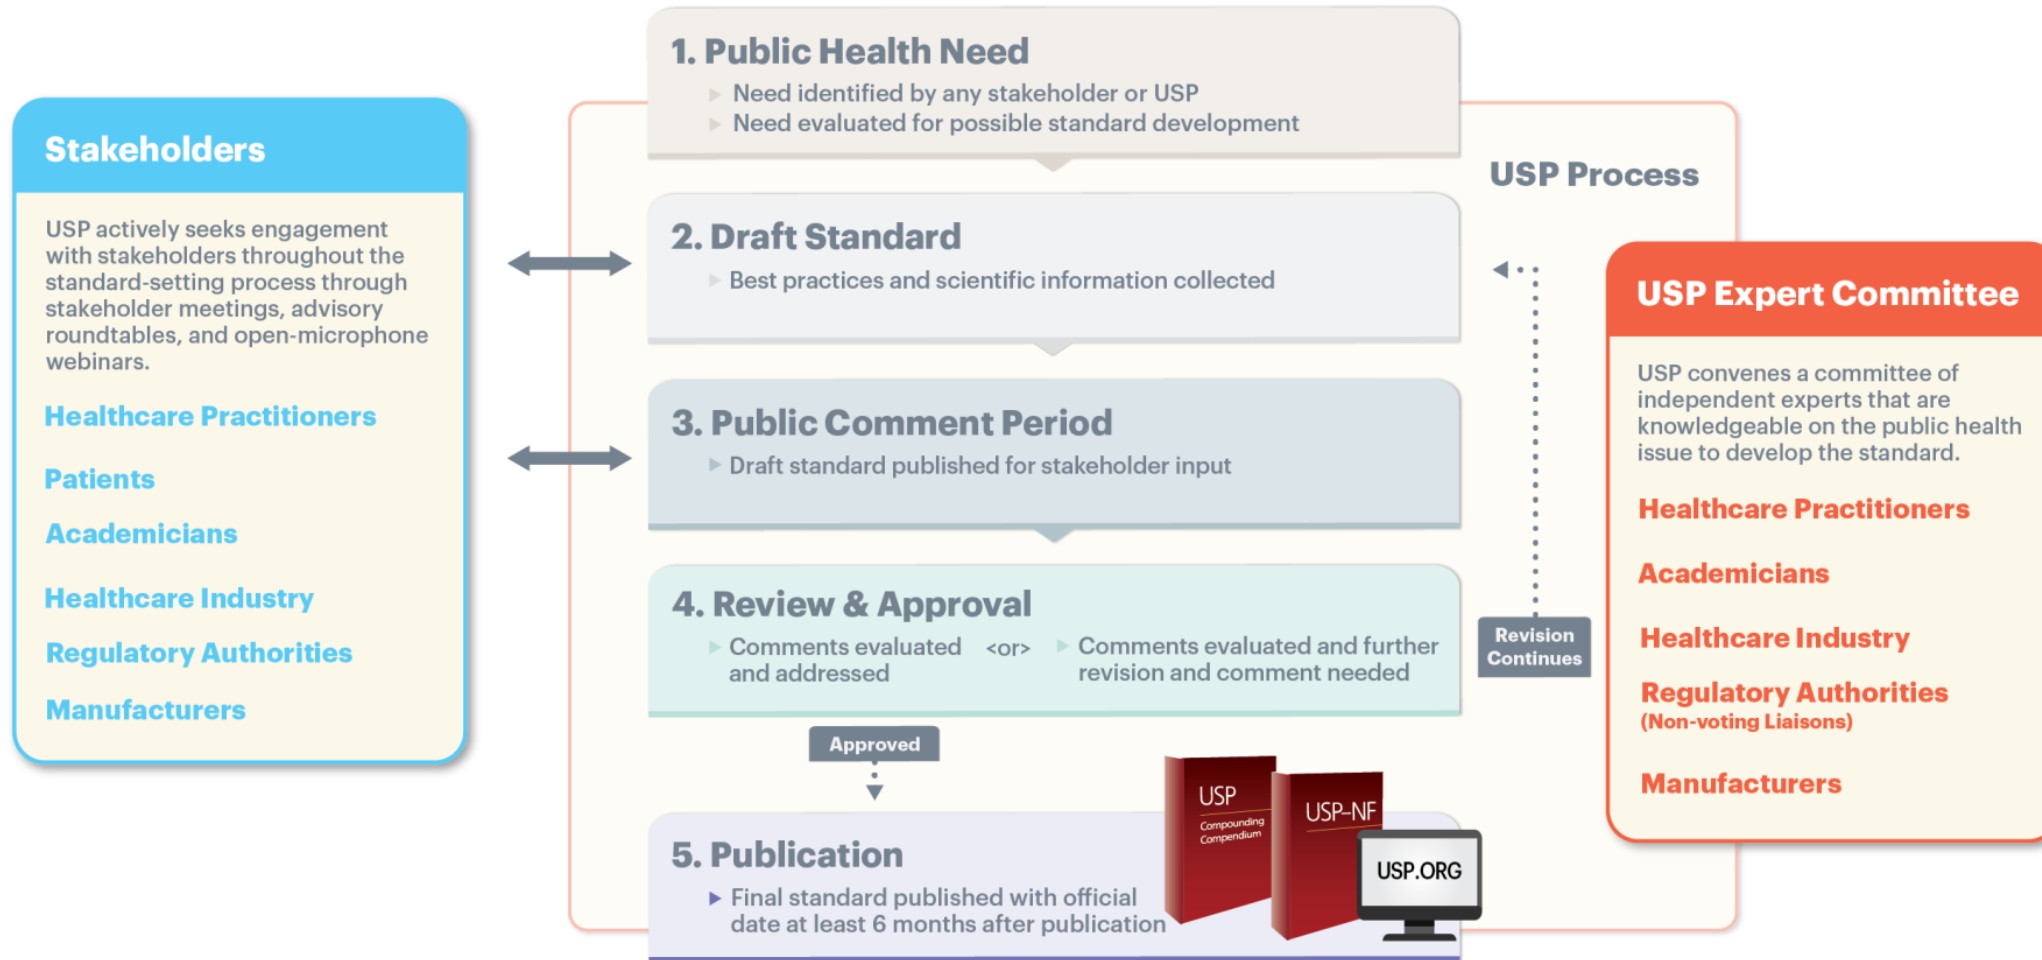 Stakeholders
USP actively seeks engagement
with stakeholders throughout the
standard-setting process through
stakeholder meetings, advisory
roundtables, and open-microphone
webinars.
Healthcare Practitioners
Patients
Academicians
Healthcare Industry
Regulatory Authorities
Manufacturers
1. Public Health Need
Need identified by any stakeholder or USP
Need evaluated for possible standard development
USP Process
2. Draft Standard
Best practices and scientific information collected
3. Public Comment Period
Draft standard published for stakeholder input
4. Review & Approval
Comments evaluated
and addressed
<or>
Comments evaluated and further
revision and comment needed
Revision
Continues
Approved
5. Publication
Final standard published with official
date at least 6 months after publication
USP
Compounding
Compendium
USP–NF
USP.ORG
USP Expert Committee
USP convenes a committee of
independent experts that are
knowledgeable on the public health
issue to develop the standard.
Healthcare Practitioners
Academicians
Healthcare Industry
Regulatory Authorities
(Non-voting Liaisons)
Manufacturers